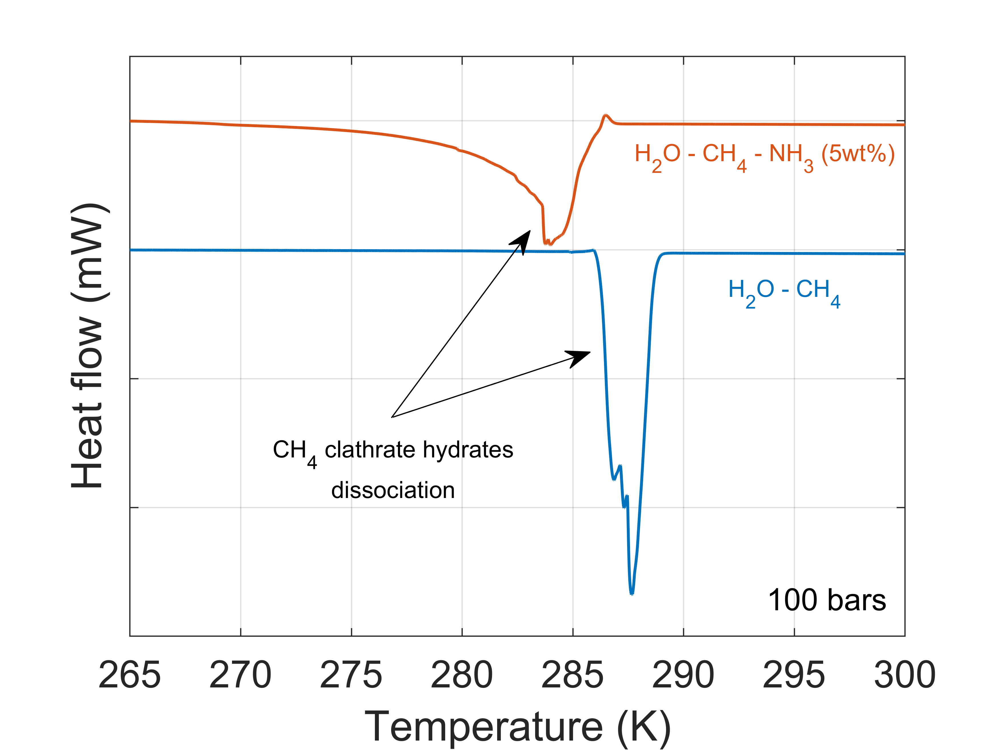 Heat flow (mW)
H2O - CH4 - NH3 (5wt%)
H2O - CH4
CH4 clathrate hydrates
dissociation
100 bars
265 270 275 280 285 290 295 300
Temperature (K)